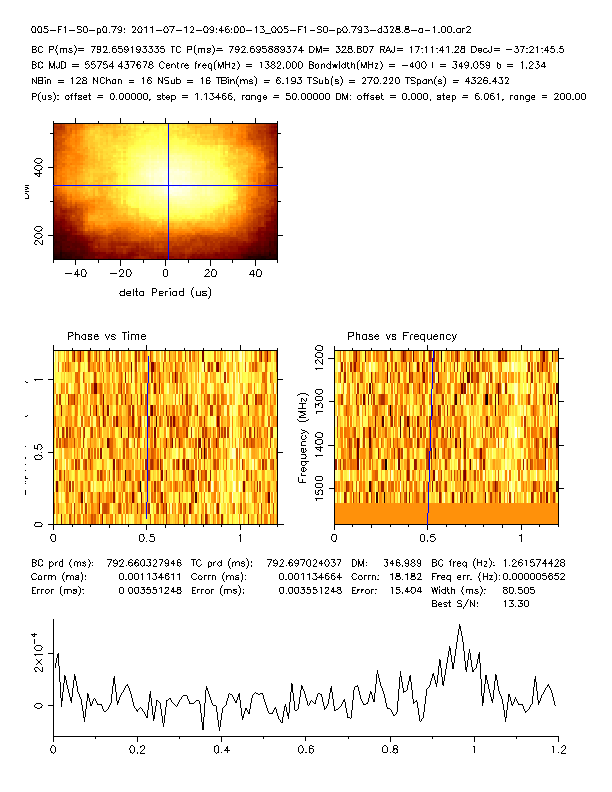 005-F1-S0-p0.79: 2011-07-12-09:46:00-13_005-F1-S0-p0.793-d328.8-a-1.00.ar2
BC P(ms)= 792.659193335 TC P(ms)= 792.695889374 DM= 328.807 RAJ= 17:11:41.28 DecJ= -37:21:45.5
BC MJD = 55754.437678 Centre freq(MHz) = 1382.000 Bandwidth(MHz) = -400 l = 349.059 b = 1.234
NBin = 128 NChan = 16 NSub = 16 TBin(ms) = 6.193 TSub(s) = 270.220 TSpan(s) = 4326.432
P(us): offset = 0.00000, step = 1.13466, range = 50.00000 DM: offset = 0.000, step = 6.061, range = 200.00
DM
400
200
-40 -20 0 20 40
delta Period (us)
Phase vs Time
1
0.5
0
0 0.5 1
Phase vs Frequency
Frequency (MHz)
1200
1300
1400
1500
0 0.5 1
BC prd (ms): 792.660327946 TC prd (ms): 792.697024037 DM: 346.989 BC freq (Hz): 1.261574428
Corrn (ms): 0.001134611 Corrn (ms): 0.001134664 Corrn: 18.182 Freq err. (Hz): 0.000005652
Error (ms): 0.003551248 Error (ms): 0.003551248 Error: 15.404 Width (ms): 80.505
Best S/N: 13.30
2×10⁻⁴
0
0 0.2 0.4 0.6 0.8 1 1.2